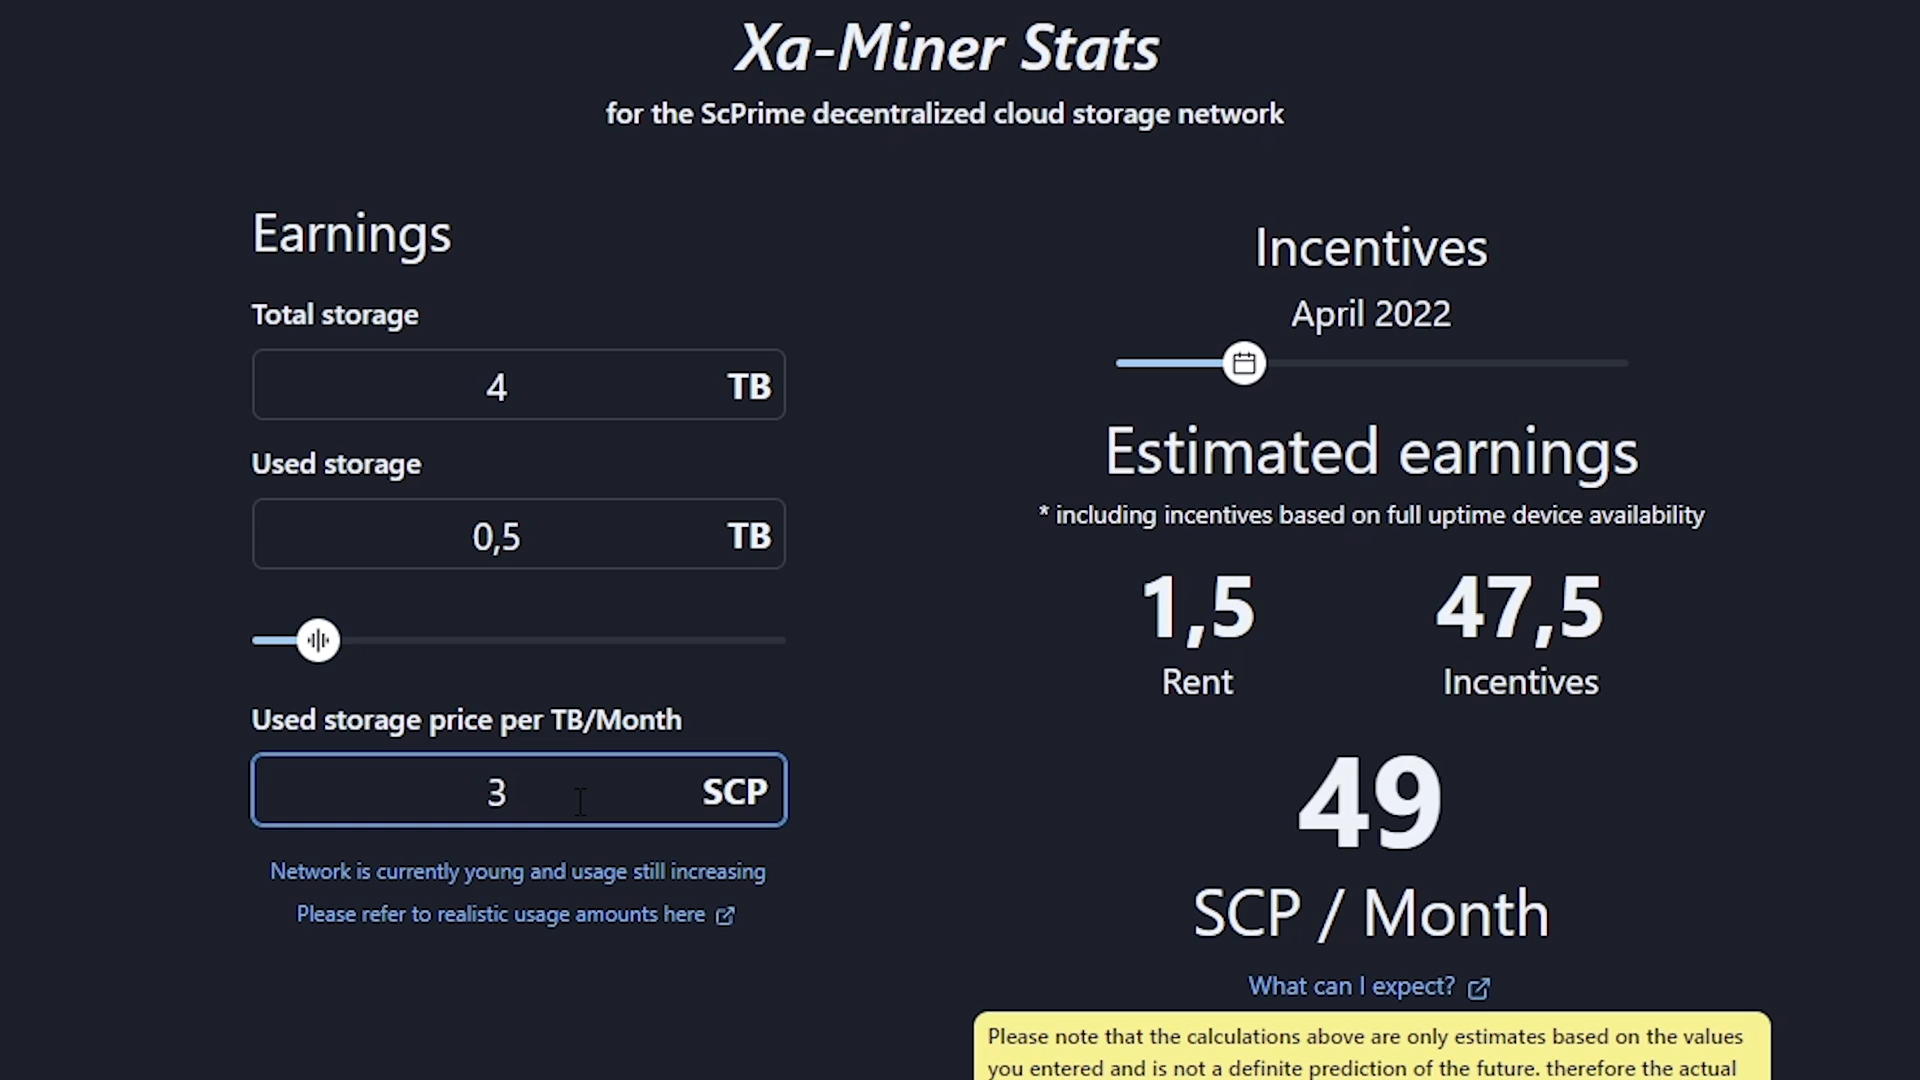 Xa-Miner Stats
for the ScPrime decentralized cloud storage network
Earnings
Total storage
4 TB
Used storage
0,5 TB
Used storage price per TB/Month
3 SCP
Network is currently young and usage still increasing
Please refer to realistic usage amounts here
Incentives
April 2022
Estimated earnings
* including incentives based on full uptime device availability
1,5 47,5
Rent Incentives
49
SCP / Month
What can I expect?
Please note that the calculations above are only estimates based on the values
you entered and is not a definite prediction of the future. therefore the actual